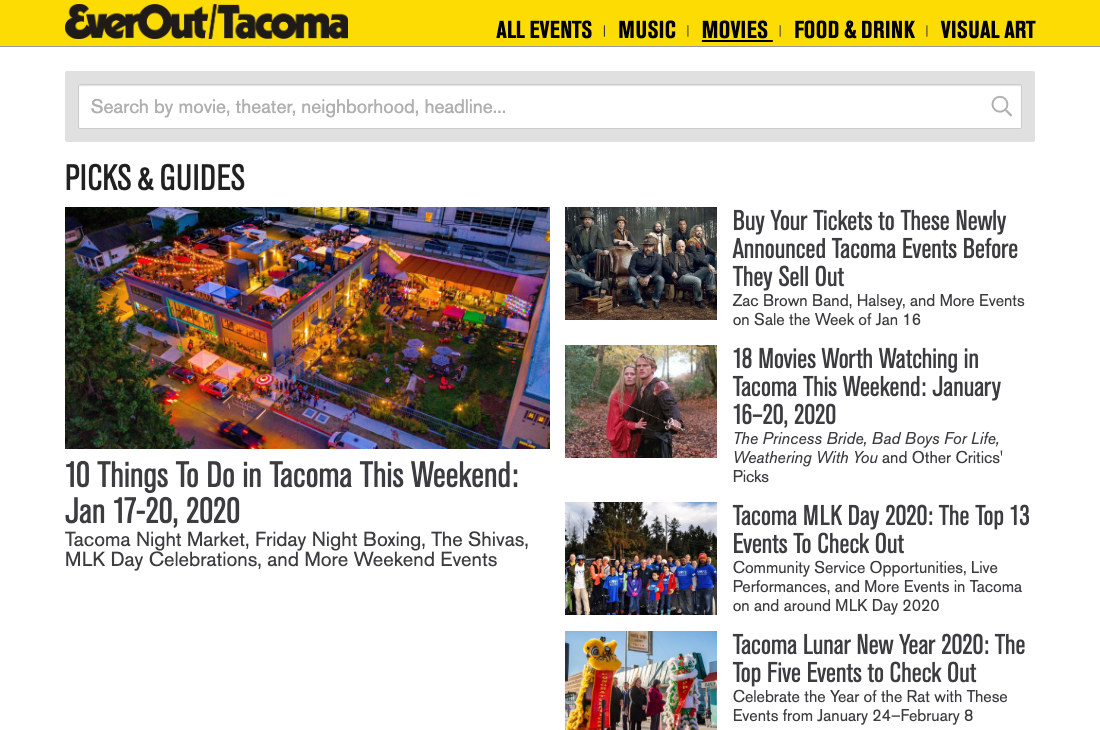 EverOut/Tacoma
ALL EVENTS | MUSIC | MOVIES | FOOD & DRINK | VISUAL ART
Search by movie, theater, neighborhood, headline...
PICKS & GUIDES
10 Things To Do in Tacoma This Weekend:
Jan 17-20, 2020
Tacoma Night Market, Friday Night Boxing, The Shivas,
MLK Day Celebrations, and More Weekend Events
Buy Your Tickets to These Newly
Announced Tacoma Events Before
They Sell Out
Zac Brown Band, Halsey, and More Events
on Sale the Week of Jan 16
18 Movies Worth Watching in
Tacoma This Weekend: January
16–20, 2020
The Princess Bride, Bad Boys For Life,
Weathering With You and Other Critics'
Picks
Tacoma MLK Day 2020: The Top 13
Events To Check Out
Community Service Opportunities, Live
Performances, and More Events in Tacoma
on and around MLK Day 2020
Tacoma Lunar New Year 2020: The
Top Five Events to Check Out
Celebrate the Year of the Rat with These
Events from January 24–February 8